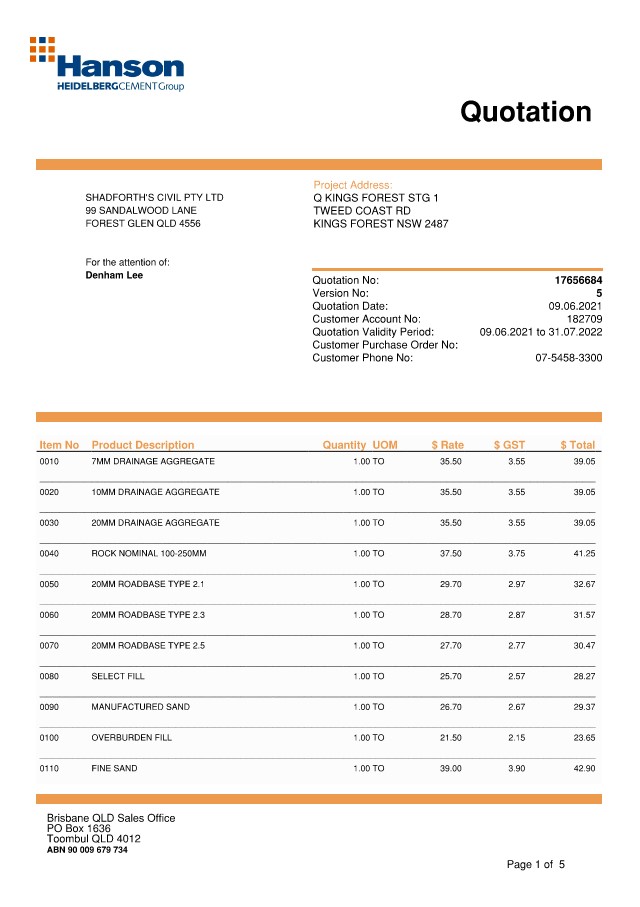 Hanson
HEIDELBERGCEMENT Group
Quotation
SHADFORTH'S CIVIL PTY LTD
99 SANDALWOOD LANE
FOREST GLEN QLD 4556
Project Address:
Q KINGS FOREST STG 1
TWEED COAST RD
KINGS FOREST NSW 2487
For the attention of:
Denham Lee
Quotation No: 17656684
Version No: 5
Quotation Date: 09.06.2021
Customer Account No: 182709
Quotation Validity Period: 09.06.2021 to 31.07.2022
Customer Purchase Order No:
Customer Phone No: 07-5458-3300
Item No Product Description Quantity UOM $ Rate $ GST $ Total
0010 7MM DRAINAGE AGGREGATE 1.00 TO 35.50 3.55 39.05
0020 10MM DRAINAGE AGGREGATE 1.00 TO 35.50 3.55 39.05
0030 20MM DRAINAGE AGGREGATE 1.00 TO 35.50 3.55 39.05
0040 ROCK NOMINAL 100-250MM 1.00 TO 37.50 3.75 41.25
0050 20MM ROADBASE TYPE 2.1 1.00 TO 29.70 2.97 32.67
0060 20MM ROADBASE TYPE 2.3 1.00 TO 28.70 2.87 31.57
0070 20MM ROADBASE TYPE 2.5 1.00 TO 27.70 2.77 30.47
0080 SELECT FILL 1.00 TO 25.70 2.57 28.27
0090 MANUFACTURED SAND 1.00 TO 26.70 2.67 29.37
0100 OVERBURDEN FILL 1.00 TO 21.50 2.15 23.65
0110 FINE SAND 1.00 TO 39.00 3.90 42.90
Brisbane QLD Sales Office
PO Box 1636
Toombul QLD 4012
ABN 90 009 679 734
Page 1 of 5